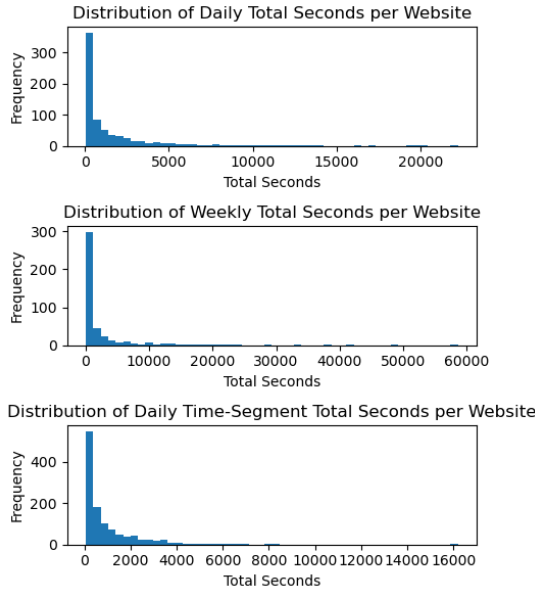 Distribution of Daily Total Seconds per Website
Frequency
300
200
100
0
0 5000 10000 15000 20000
Total Seconds
Distribution of Weekly Total Seconds per Website
Frequency
300
200
100
0
0 10000 20000 30000 40000 50000 60000
Total Seconds
Distribution of Daily Time-Segment Total Seconds per Website
Frequency
400
200
0
0 2000 4000 6000 8000 10000 12000 14000 16000
Total Seconds